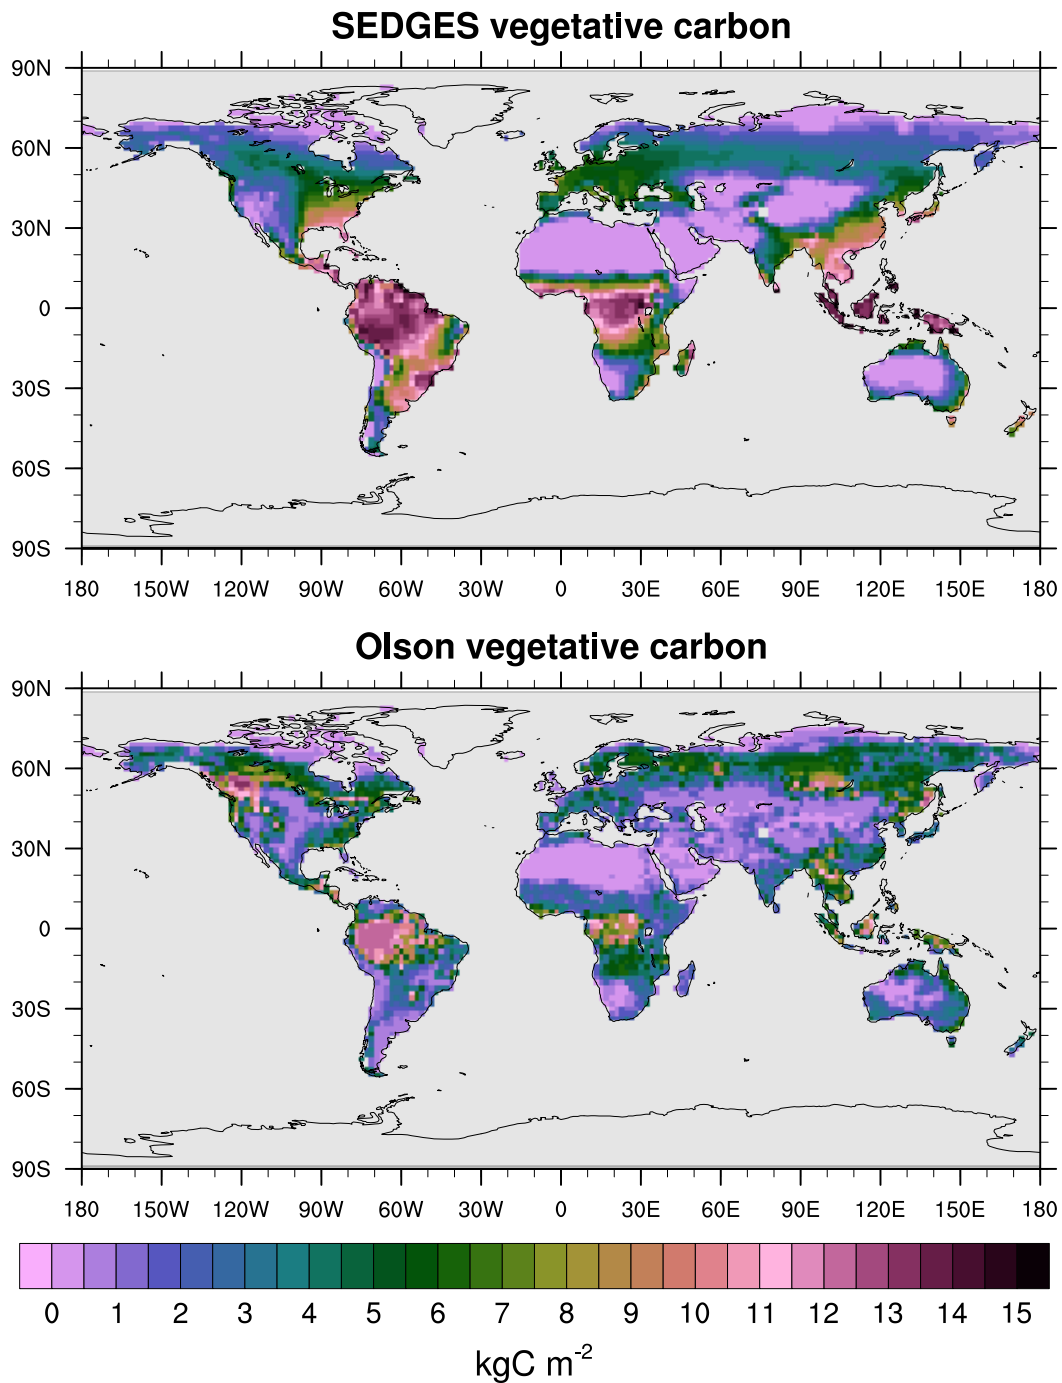 SEDGES vegetative carbon
90N
60N
30N
0
30S
60S
90S
180 150W 120W 90W 60W 30W 0 30E 60E 90E 120E 150E 180
Olson vegetative carbon
90N
60N
30N
0
30S
60S
90S
180 150W 120W 90W 60W 30W 0 30E 60E 90E 120E 150E 180
0 1 2 3 4 5 6 7 8 9 10 11 12 13 14 15
kgC m⁻²